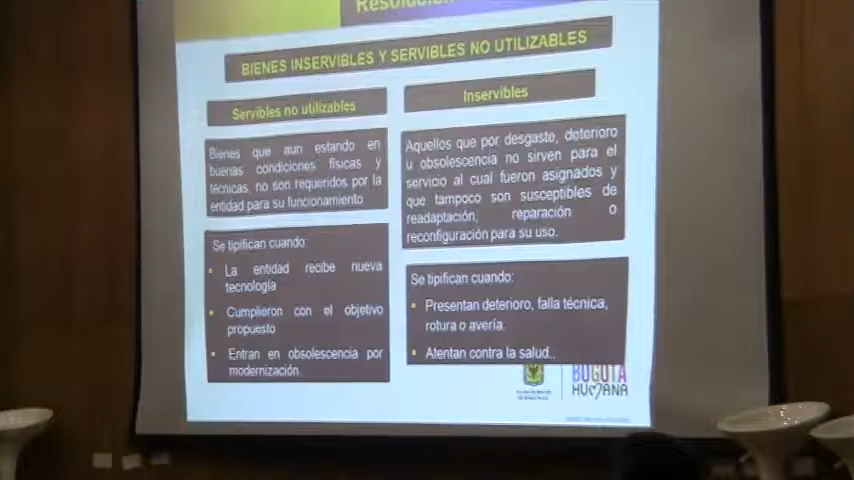 Resolución
BIENES INSERVIBLES Y SERVIBLES NO UTILIZABLES
Servibles no utilizables
Bienes que aun estando en
buenas condiciones físicas y
técnicas, no son requeridos por la
entidad para su funcionamiento
Se tipifican cuando:
La entidad recibe nueva
tecnología
Cumplieron con el objetivo
propuesto
Entran en obsolescencia por
modernización
Inservibles
Aquellos que por desgaste, deterioro
u obsolescencia no sirven para el
servicio al cual fueron asignados y
que tampoco son susceptibles de
readaptación, reparación o
reconfiguración para su uso.
Se tipifican cuando:
Presentan deterioro, falla técnica,
rotura o avería.
Atentan contra la salud..
BOGOTA
HUMANA